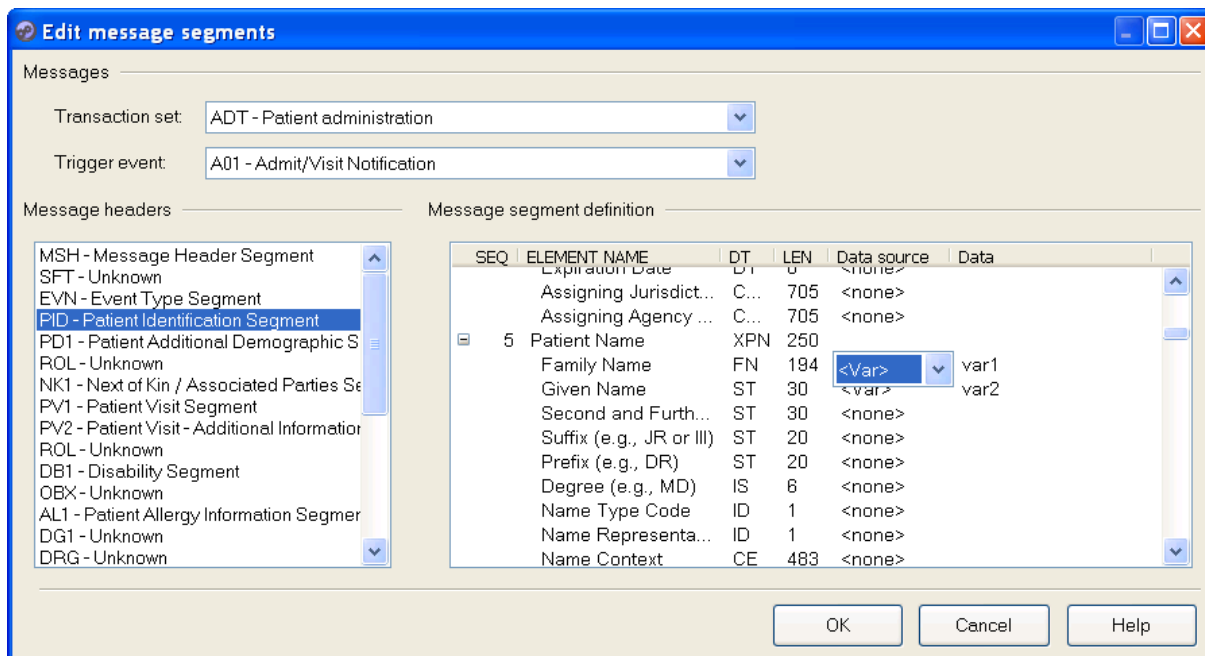 Edit message segments
Messages
Transaction set: ADT - Patient administration
Trigger event: A01 - Admit/Visit Notification
Message headers
MSH - Message Header Segment
SFT - Unknown
EVN - Event Type Segment
PID - Patient Identification Segment
PD1 - Patient Additional Demographic S
ROL - Unknown
NK1 - Next of Kin / Associated Parties Se
PV1 - Patient Visit Segment
PV2 - Patient Visit - Additional Information
ROL - Unknown
DB1 - Disability Segment
OBX - Unknown
AL1 - Patient Allergy Information Segmen
DG1 - Unknown
DRG - Unknown
Message segment definition
SEQ ELEMENT NAME DT LEN Data source Data
Expiration Date DT 8 <none>
Assigning Jurisdict... C... 705 <none>
Assigning Agency ... C... 705 <none>
5 Patient Name XPN 250
Family Name FN 194 <Var> var1
Given Name ST 30 <Var> var2
Second and Furth... ST 30 <none>
Suffix (e.g., JR or III) ST 20 <none>
Prefix (e.g., DR) ST 20 <none>
Degree (e.g., MD) IS 6 <none>
Name Type Code ID 1 <none>
Name Representa... ID 1 <none>
Name Context CE 483 <none>
OK Cancel Help